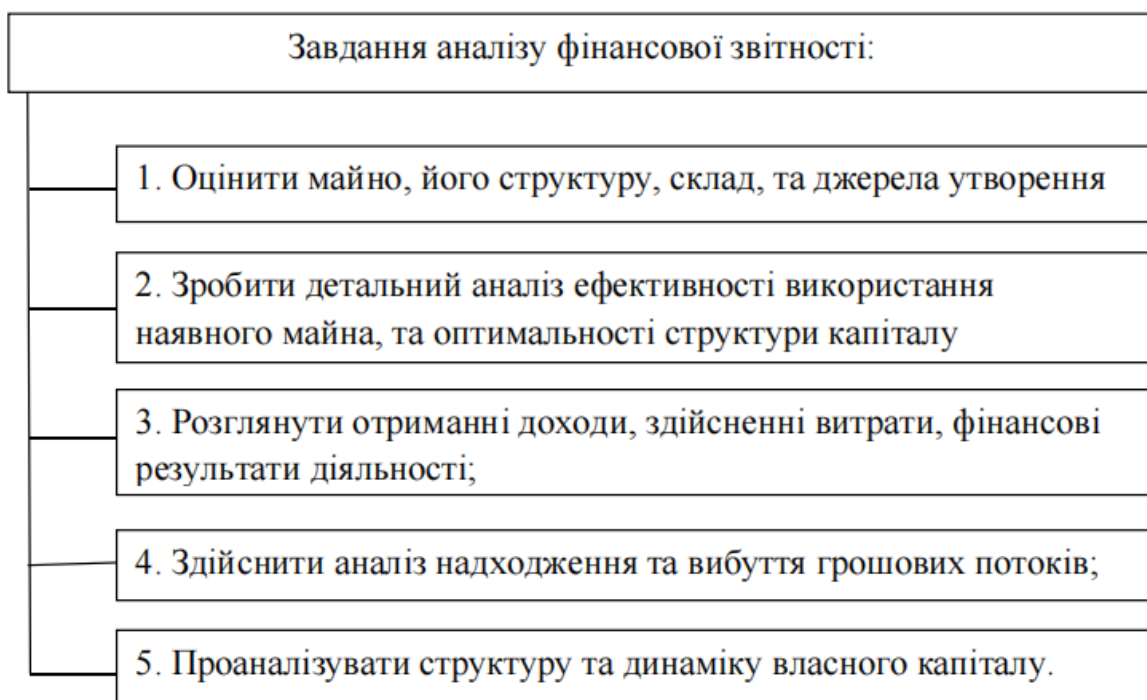 Завдання аналізу фінансової звітності:
1. Оцінити майно, його структуру, склад, та джерела утворення
2. Зробити детальний аналіз ефективності використання
наявного майна, та оптимальності структури капіталу
3. Розглянути отриманні доходи, здійсненні витрати, фінансові
результати діяльності;
4. Здійснити аналіз надходження та вибуття грошових потоків;
5. Проаналізувати структуру та динаміку власного капіталу.